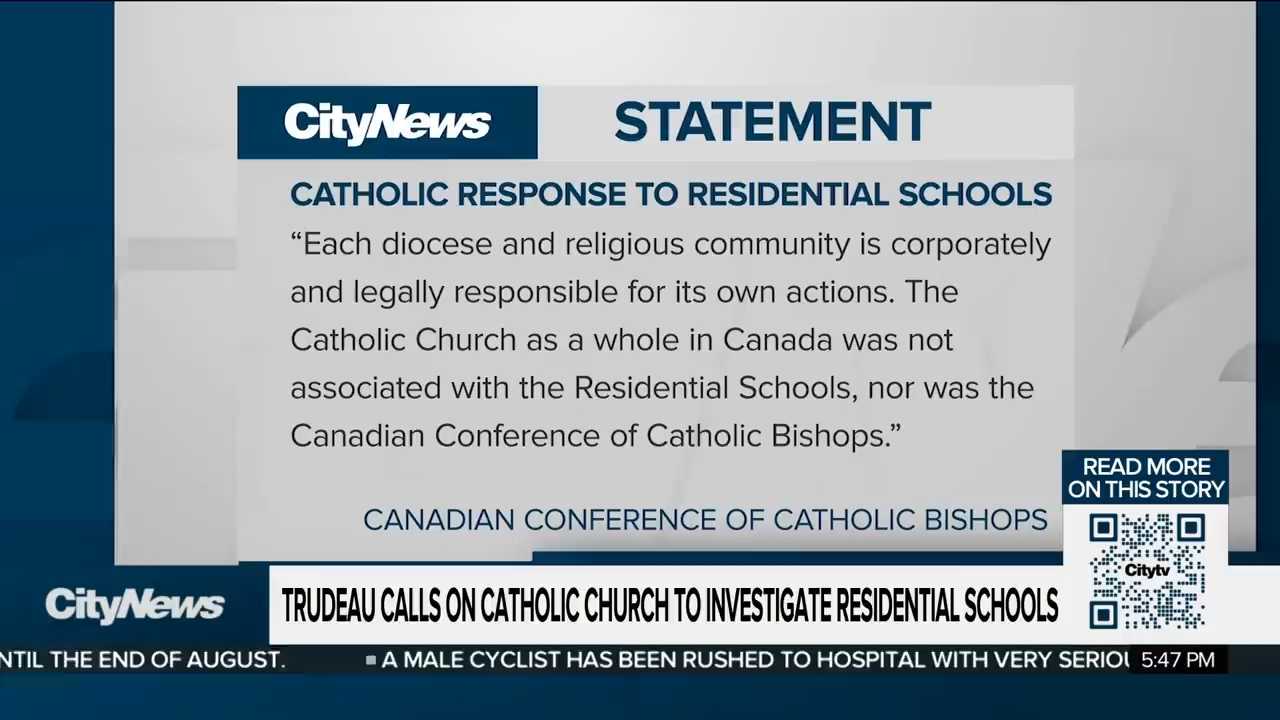 CityNews STATEMENT
CATHOLIC RESPONSE TO RESIDENTIAL SCHOOLS
“Each diocese and religious community is corporately
and legally responsible for its own actions. The
Catholic Church as a whole in Canada was not
associated with the Residential Schools, nor was the
Canadian Conference of Catholic Bishops.”
CANADIAN CONFERENCE OF CATHOLIC BISHOPS
READ MORE
ON THIS STORY
Citytv
CityNews
TRUDEAU CALLS ON CATHOLIC CHURCH TO INVESTIGATE RESIDENTIAL SCHOOLS
THE END OF AUGUST. A MALE CYCLIST HAS BEEN RUSHED TO HOSPITAL WITH VERY 5:47 PM